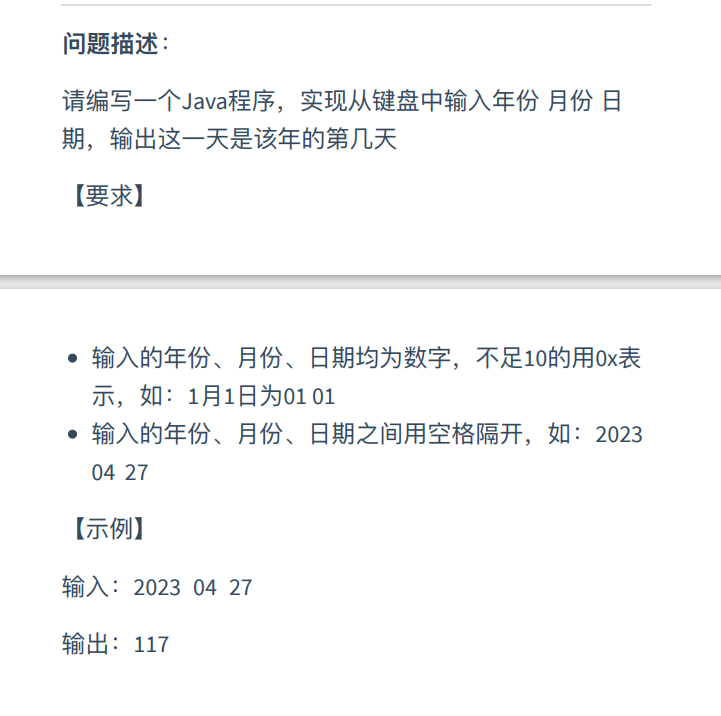 问题描述：
请编写一个Java程序，实现从键盘中输入年份 月份 日
期，输出这一天是该年的第几天
【要求】
输入的年份、月份、日期均为数字，不足10的用0x表
示，如：1月1日为01 01
输入的年份、月份、日期之间用空格隔开，如：2023
04 27
【示例】
输入：2023 04 27
输出：117